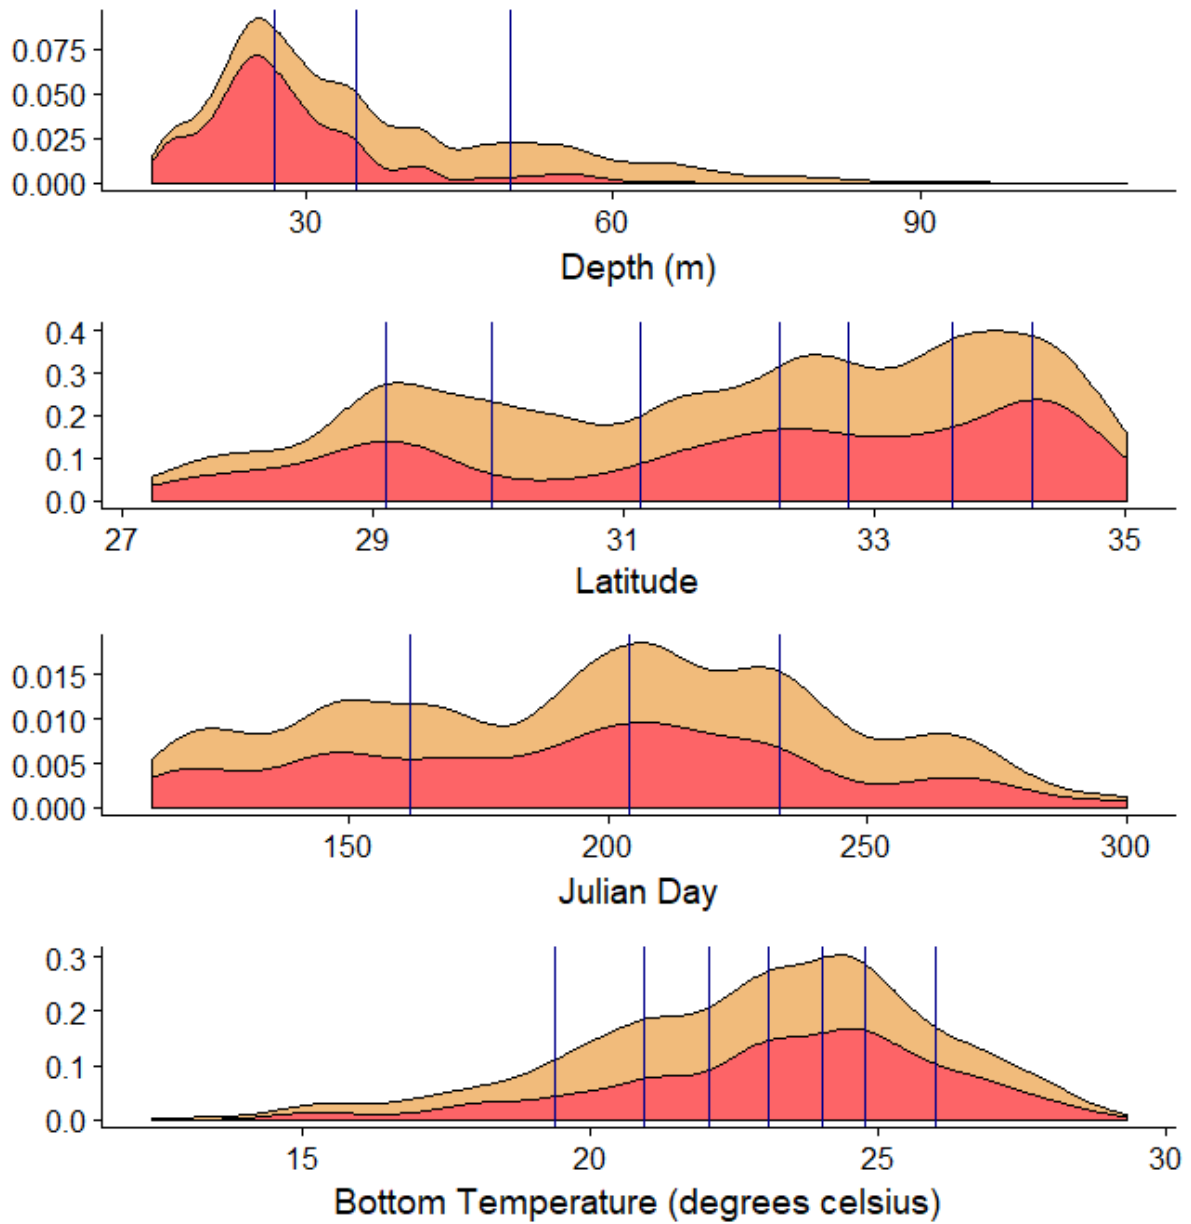 0.075
0.050
0.025
0.000
30 60 90
Depth (m)
0.4
0.3
0.2
0.1
0.0
27 29 31 33 35
Latitude
0.015
0.010
0.005
0.000
150 200 250 300
Julian Day
0.3
0.2
0.1
0.0
15 20 25 30
Bottom Temperature (degrees celsius)